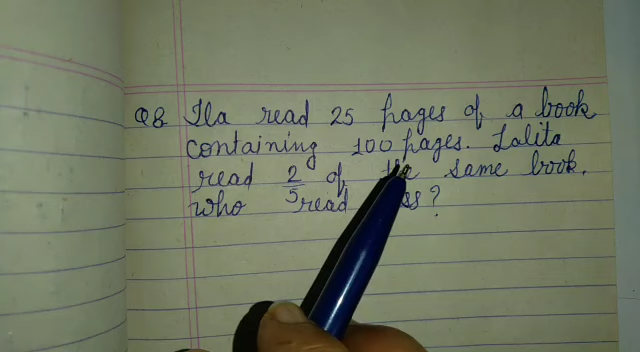 Q8 Ila read 25 pages of a book
containing 100 pages. Lalita
read 2/5 of same book.
who read ?